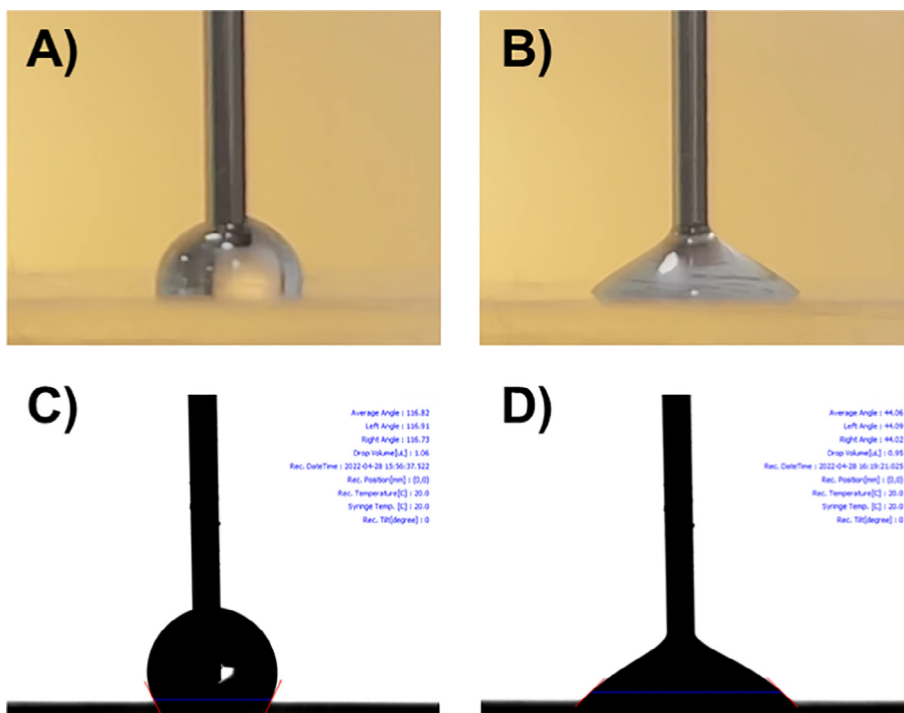 A)
B)
C)
Average Angle : 116.82
Left Angle : 116.91
Right Angle : 116.73
Drop Volume[uL] : 1.06
Rec. DateTime : 2022-04-28 15:56:37.522
Rec. Position[mm] : (0,0)
Rec. Temperature[C] : 20.0
Syringe Temp. [C] : 20.0
Rec. Tilt[degree] : 0
D)
Average Angle : 44.06
Left Angle : 44.09
Right Angle : 44.02
Drop Volume[uL] : 0.95
Rec. DateTime : 2022-04-28 16:19:21.025
Rec. Position[mm] : (0,0)
Rec. Temperature[C] : 20.0
Syringe Temp. [C] : 20.0
Rec. Tilt[degree] : 0